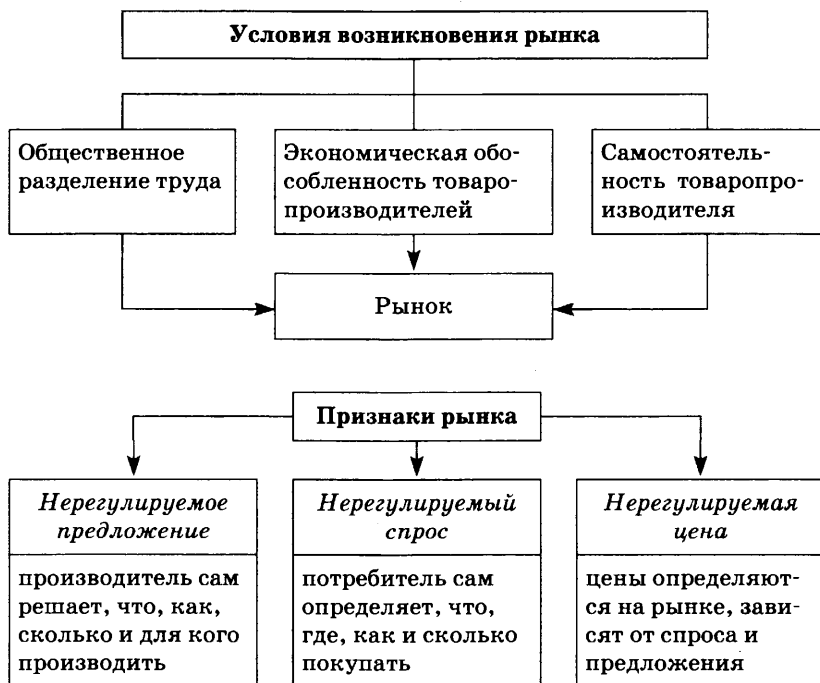 Условия возникновения рынка
Общественное
разделение труда
Экономическая обо-
собленность товаро-
производителей
Самостоятель-
ность товаропро-
изводителя
Рынок
Признаки рынка
Нерегулируемое
предложение
производитель сам
решает, что, как,
сколько и для кого
производить
Нерегулируемый
спрос
потребитель сам
определяет, что,
где, как и сколько
покупать
Нерегулируемая
цена
цены определяют-
ся на рынке, зави-
сят от спроса и
предложения